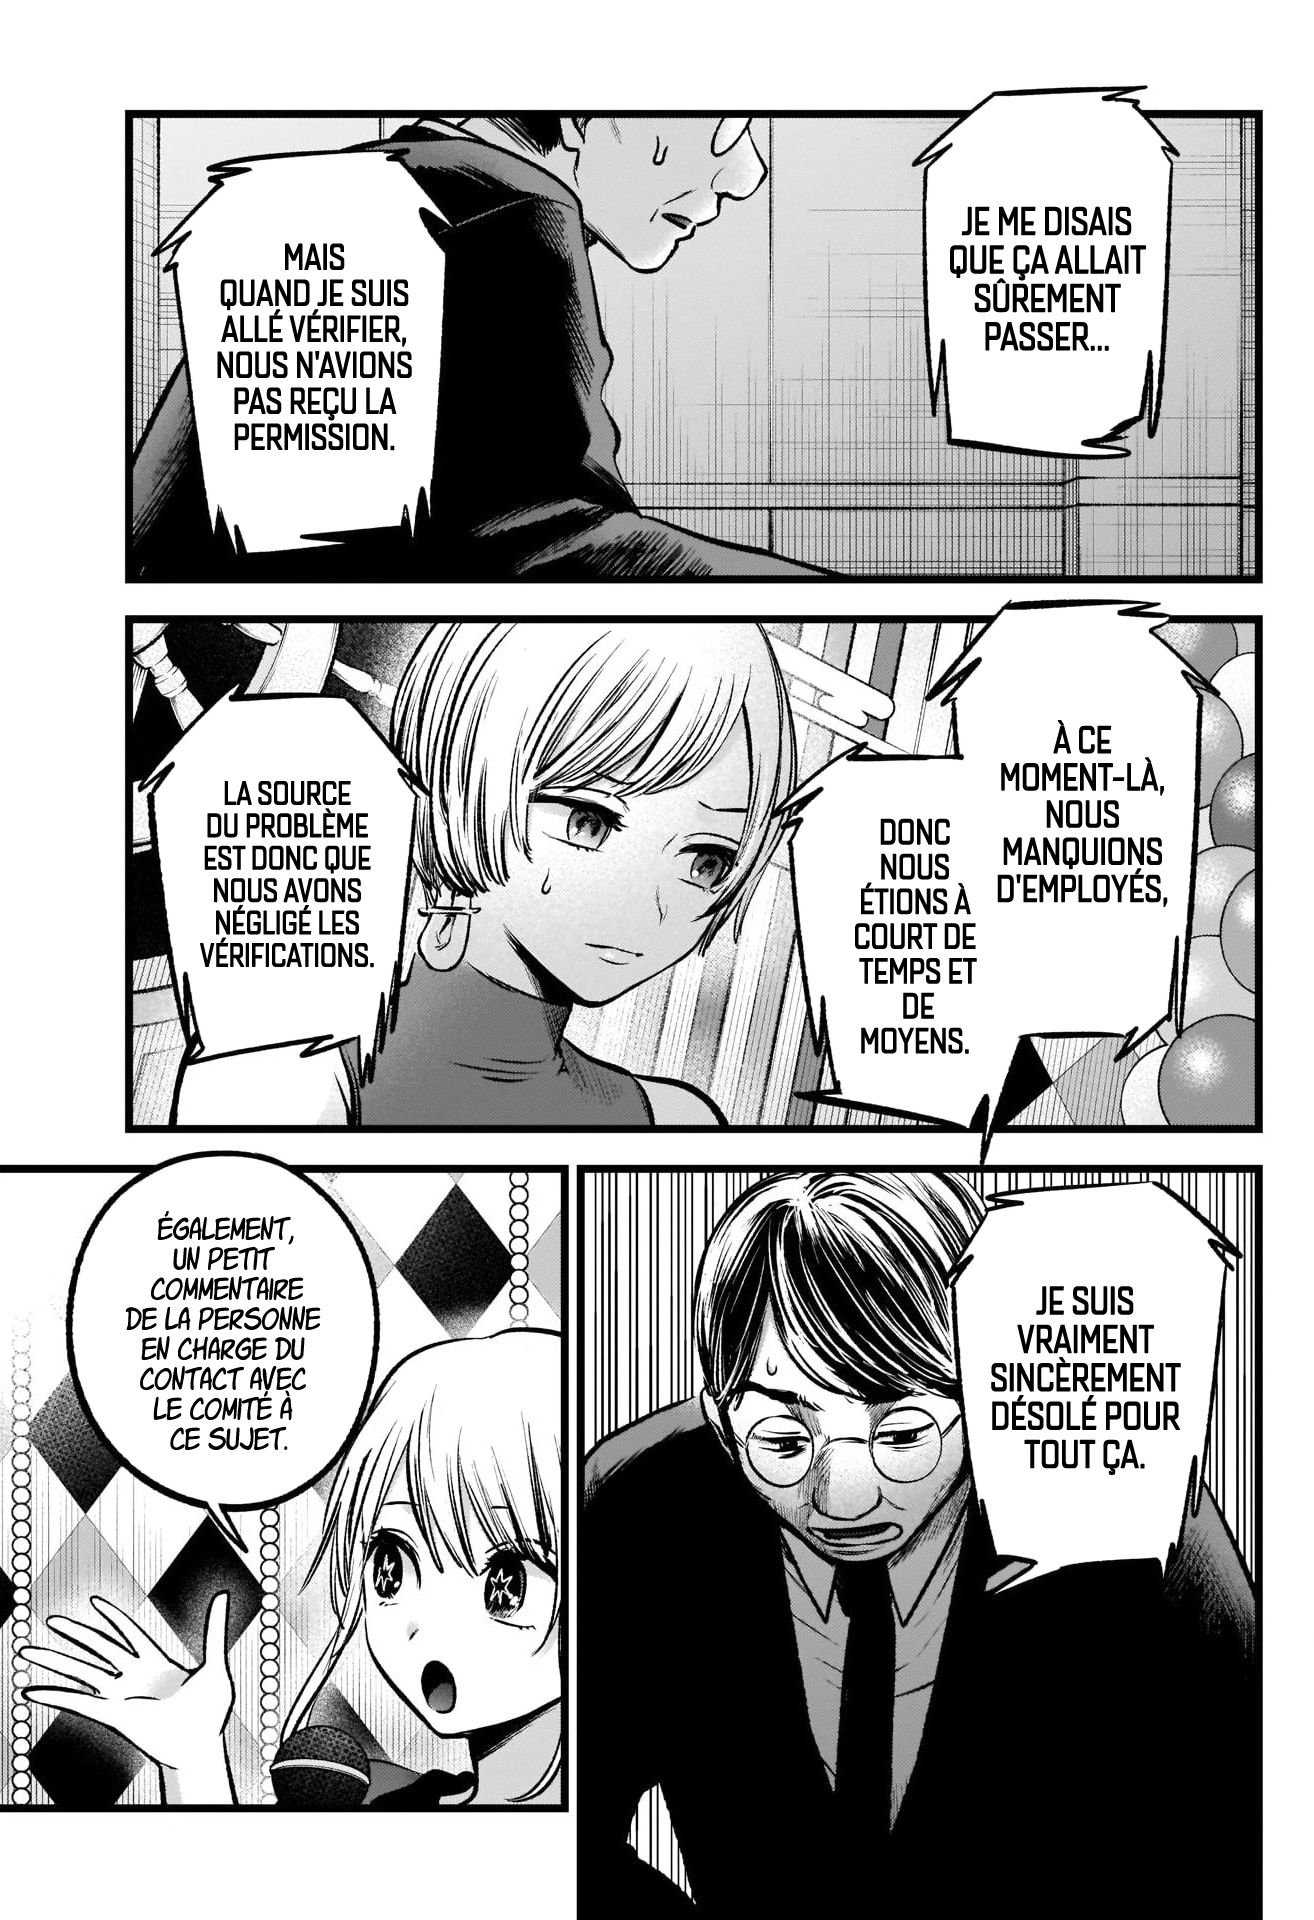 JE ME DISAIS
QUE ÇA ALLAIT
SÛREMENT
PASSER...
MAIS
QUAND JE SUIS
ALLÉ VÉRIFIER,
NOUS N'AVIONS
PAS REÇU LA
PERMISSION.
À CE
MOMENT-LÀ,
NOUS
MANQUIONS
D'EMPLOYÉS,
DONC
NOUS
ÉTIONS À
COURT DE
TEMPS ET
DE
MOYENS.
LA SOURCE
DU PROBLÈME
EST DONC QUE
NOUS AVONS
NÉGLIGÉ LES
VÉRIFICATIONS.
JE SUIS
VRAIMENT
SINCÈREMENT
DÉSOLÉ POUR
TOUT ÇA.
ÉGALEMENT,
UN PETIT
COMMENTAIRE
DE LA PERSONNE
EN CHARGE DU
CONTACT AVEC
LE COMITÉ À
CE SUJET.